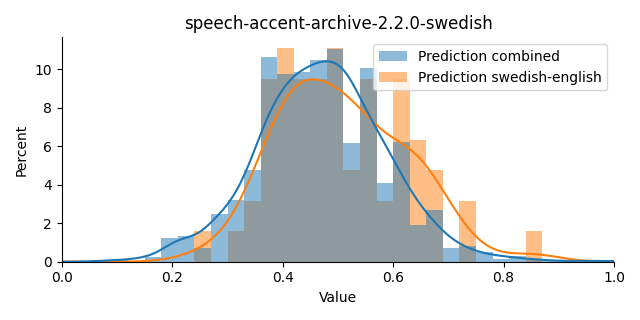 speech-accent-archive-2.2.0-swedish
Prediction combined
Prediction swedish-english
Percent
10
8
6
4
2
0
0.0 0.2 0.4 0.6 0.8 1.0
Value